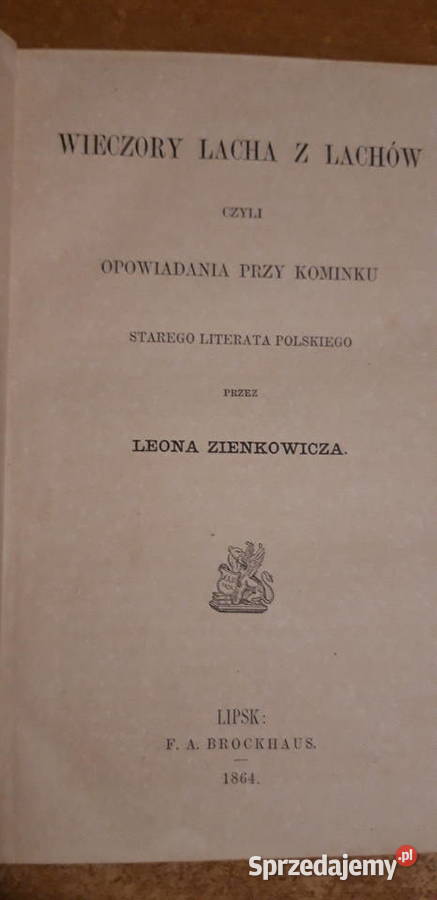 WIECZORY LACHA Z LACHÓW
CZYLI
OPOWIADANIA PRZY KOMINKU
STAREGO LITERATA POLSKIEGO
PRZEZ
LEONA ZIENKOWICZA.
LIPSK:
F. A. BROCKHAUS.
1864.
Sprzedajemy.pl